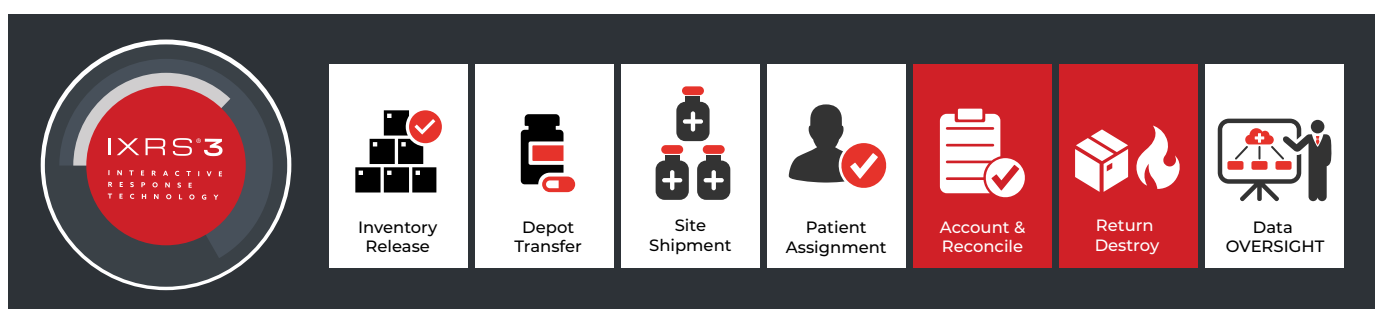 IXRS®3
INTERACTIVE
RESPONSE
TECHNOLOGY
Inventory
Release
Depot
Transfer
Site
Shipment
Patient
Assignment
Account &
Reconcile
Return
Destroy
Data
OVERSIGHT